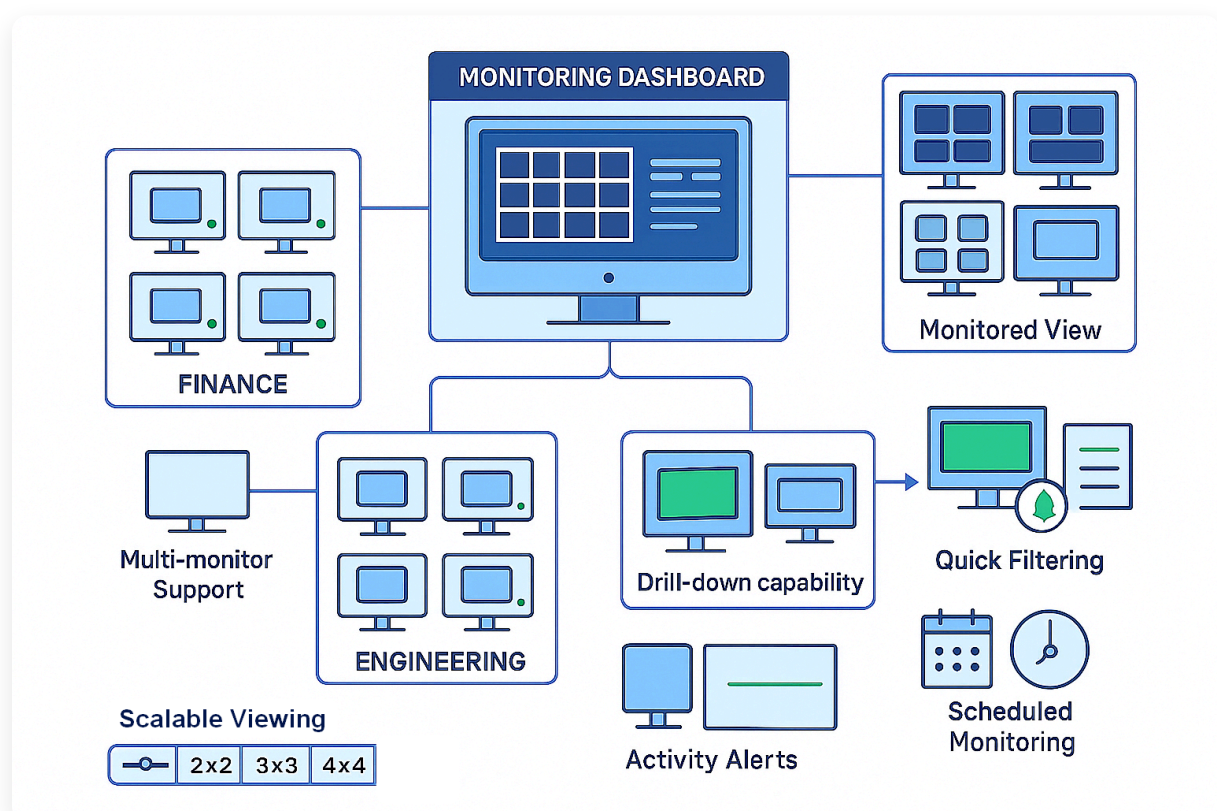 MONITORING DASHBOARD
FINANCE
Monitored View
Multi-monitor
Support
ENGINEERING
Drill-down capability
Quick Filtering
Scalable Viewing
2x2 3x3 4x4
Activity Alerts
Scheduled
Monitoring